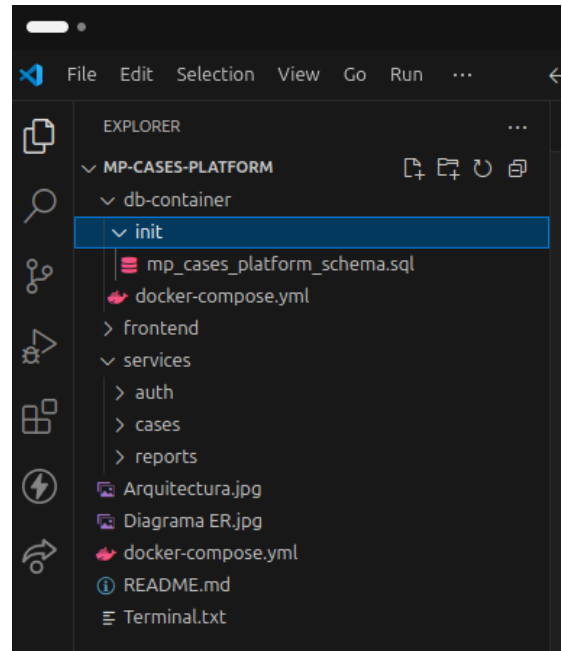 File Edit Selection View Go Run ...
EXPLORER ...
MP-CASES-PLATFORM
db-container
init
mp_cases_platform_schema.sql
docker-compose.yml
frontend
services
auth
cases
reports
Arquitectura.jpg
Diagrama ER.jpg
docker-compose.yml
README.md
Terminal.txt